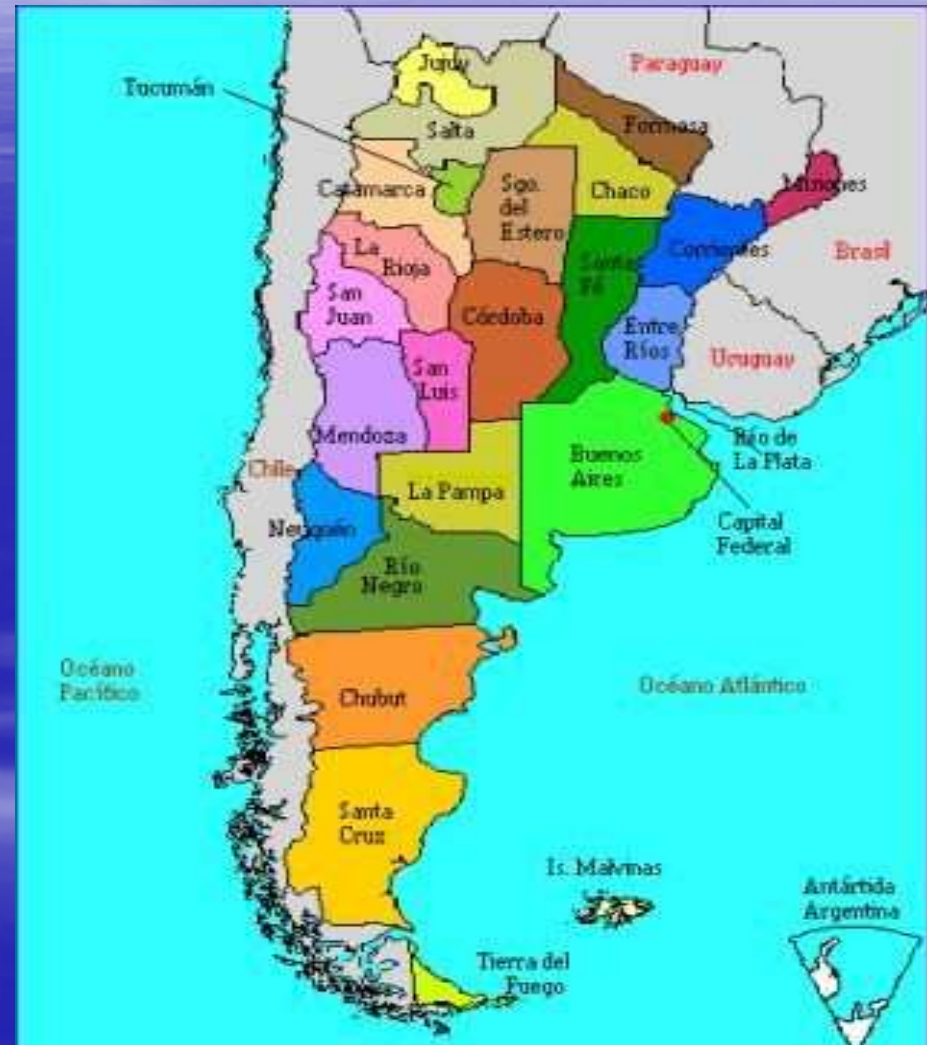 Jujuy
Paraguay
Tucumán
Salta
Formosa
Catamarca
Sgo.
del
Estero
Chaco
Misiones
La
Rioja
Corrientes
Brasil
Santa
Fé
San
Juan
Córdoba
Entre
Ríos
Uruguay
San
Luis
Mendoza
Río de
La Plata
Buenos
Aires
Chile
La Pampa
Capital
Federal
Neuquén
Río
Negro
Océano
Pacífico
Océano Atlántico
Chubut
Santa
Cruz
Is. Malvinas
Antártida
Argentina
Tierra del
Fuego